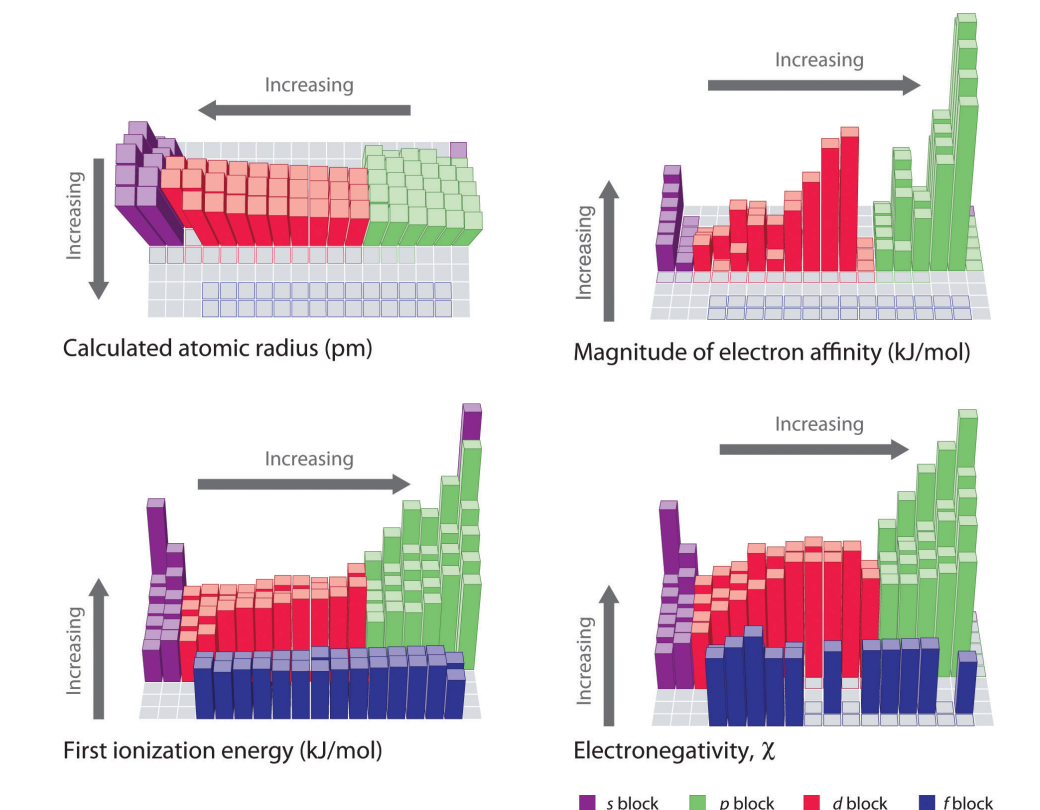 Increasing
Increasing
Calculated atomic radius (pm)
Increasing
Increasing
Magnitude of electron affinity (kJ/mol)
Increasing
Increasing
First ionization energy (kJ/mol)
Increasing
Increasing
Electronegativity, χ
s block
p block
d block
f block